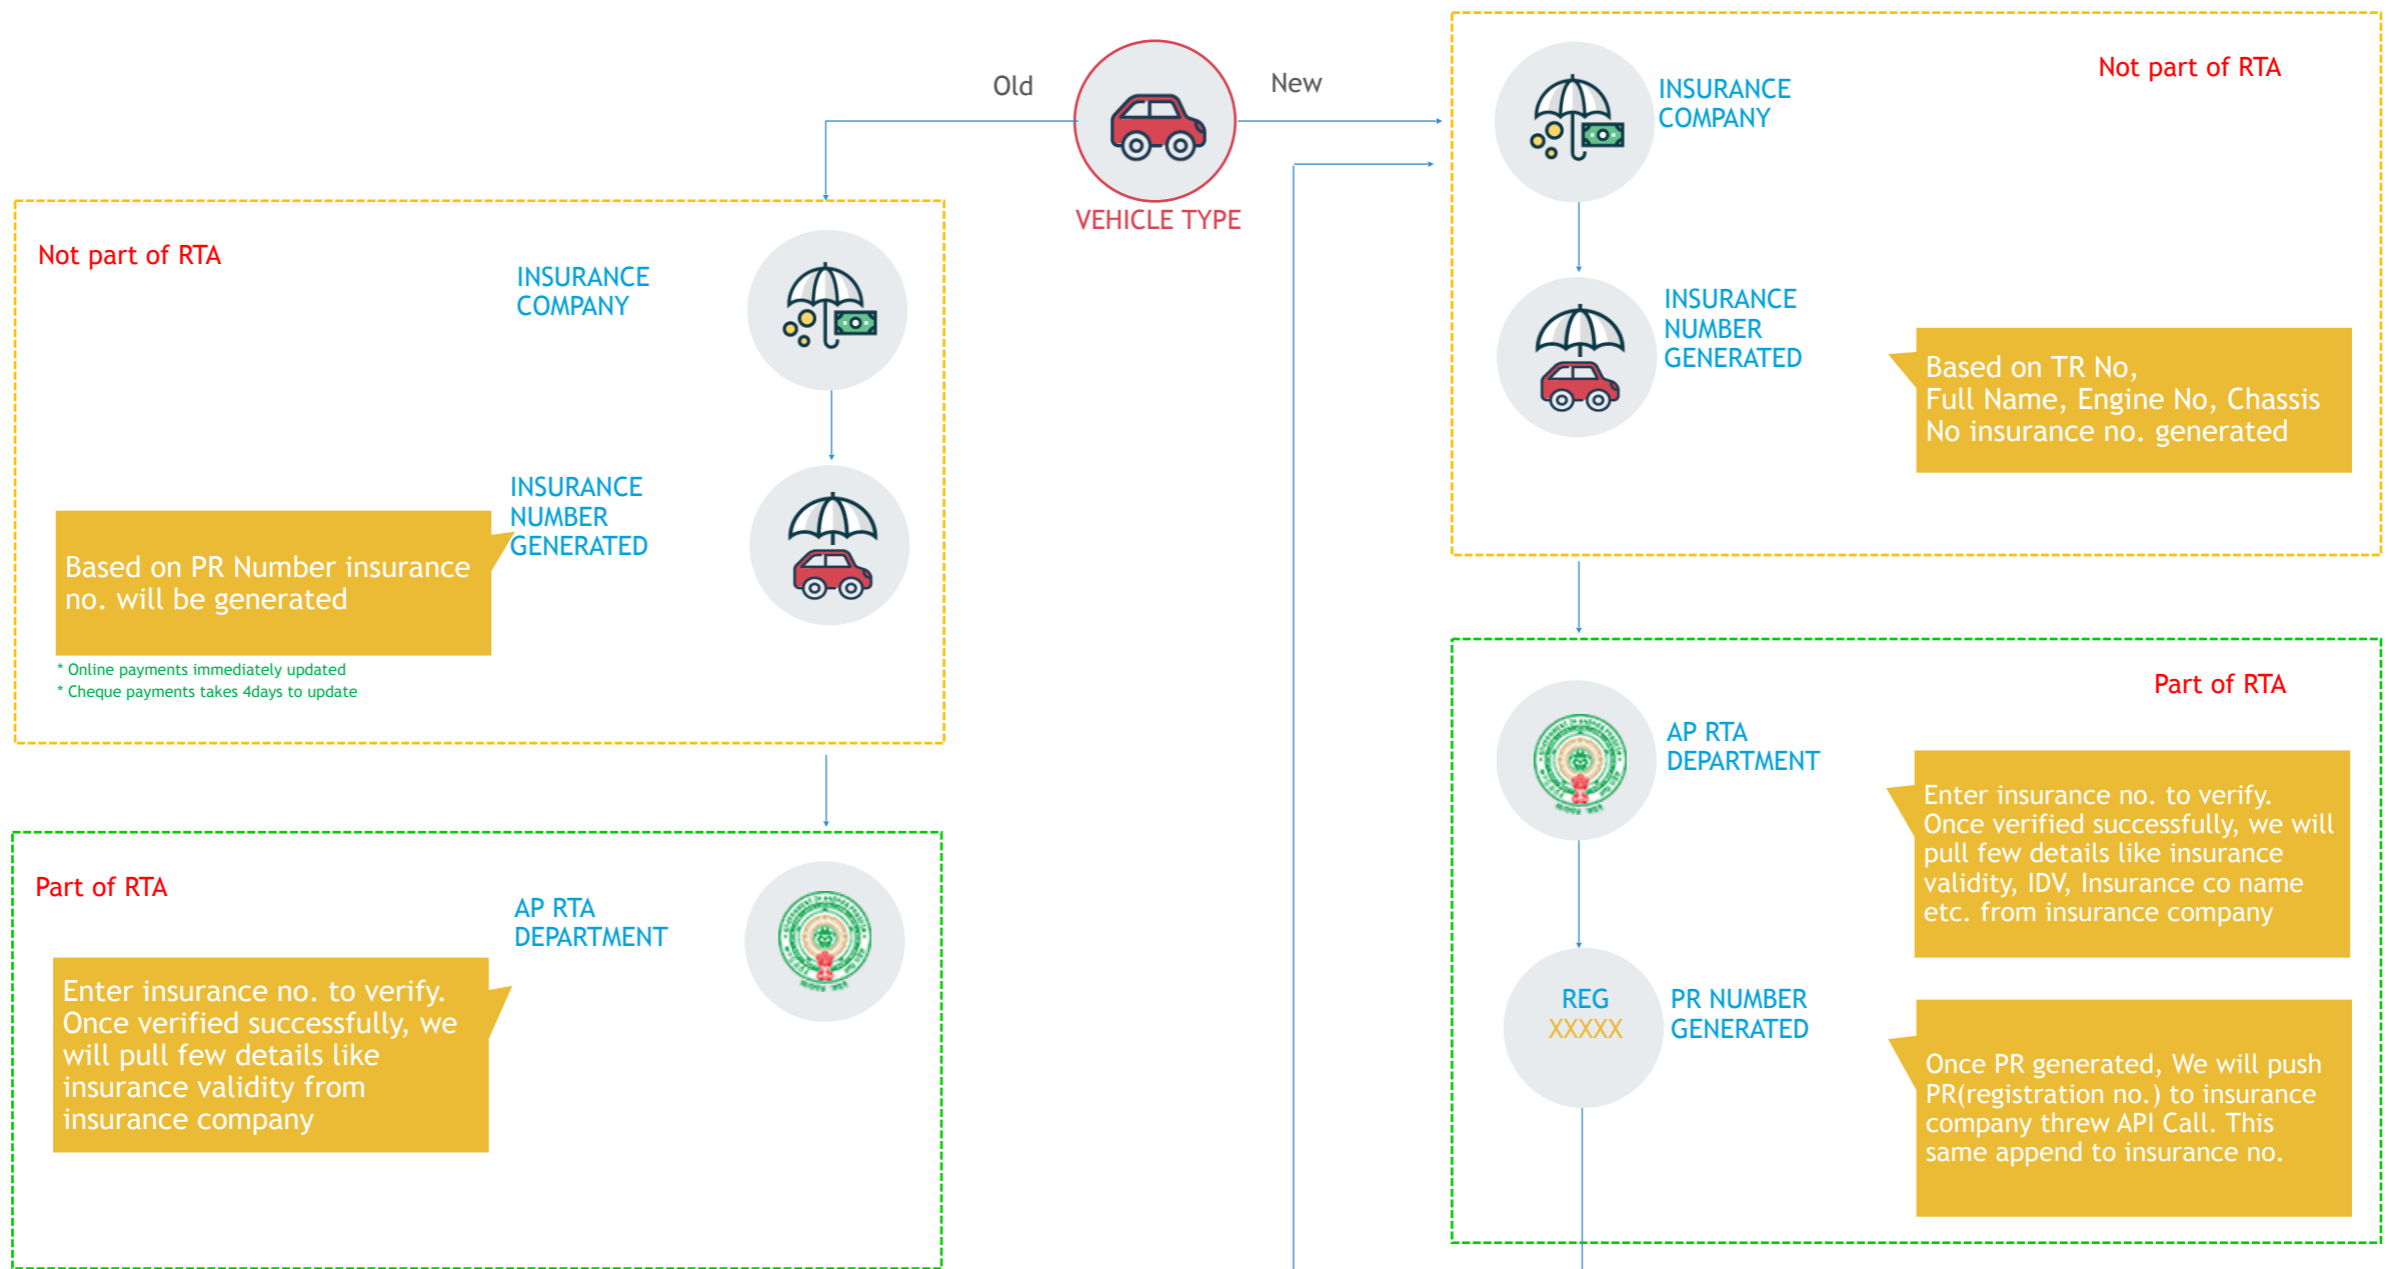 Old
New
VEHICLE TYPE
Not part of RTA
INSURANCE
COMPANY
INSURANCE
NUMBER
GENERATED
Based on PR Number insurance
no. will be generated
* Online payments immediately updated
* Cheque payments takes 4days to update
Part of RTA
AP RTA
DEPARTMENT
Enter insurance no. to verify.
Once verified successfully, we
will pull few details like
insurance validity from
insurance company
Not part of RTA
INSURANCE
COMPANY
INSURANCE
NUMBER
GENERATED
Based on TR No,
Full Name, Engine No, Chassis
No insurance no. generated
Part of RTA
AP RTA
DEPARTMENT
Enter insurance no. to verify.
Once verified successfully, we will
pull few details like insurance
validity, IDV, Insurance co name
etc. from insurance company
REG
XXXXX
PR NUMBER
GENERATED
Once PR generated, We will push
PR(registration no.) to insurance
company threw API Call. This
same append to insurance no.